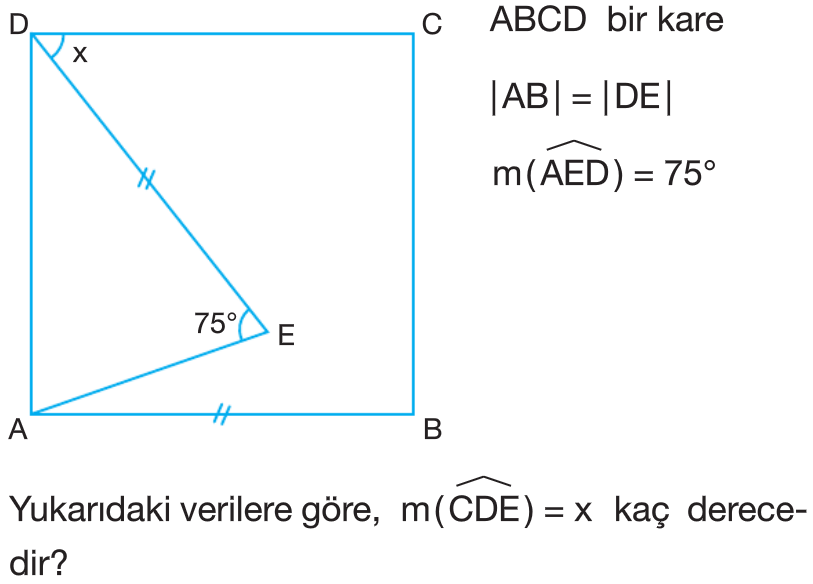 D
C
x
75°
E
A
B
ABCD bir kare
|AB| = |DE|
m(AED) = 75°
Yukarıdaki verilere göre, m(CDE) = x kaç derece-
dir?